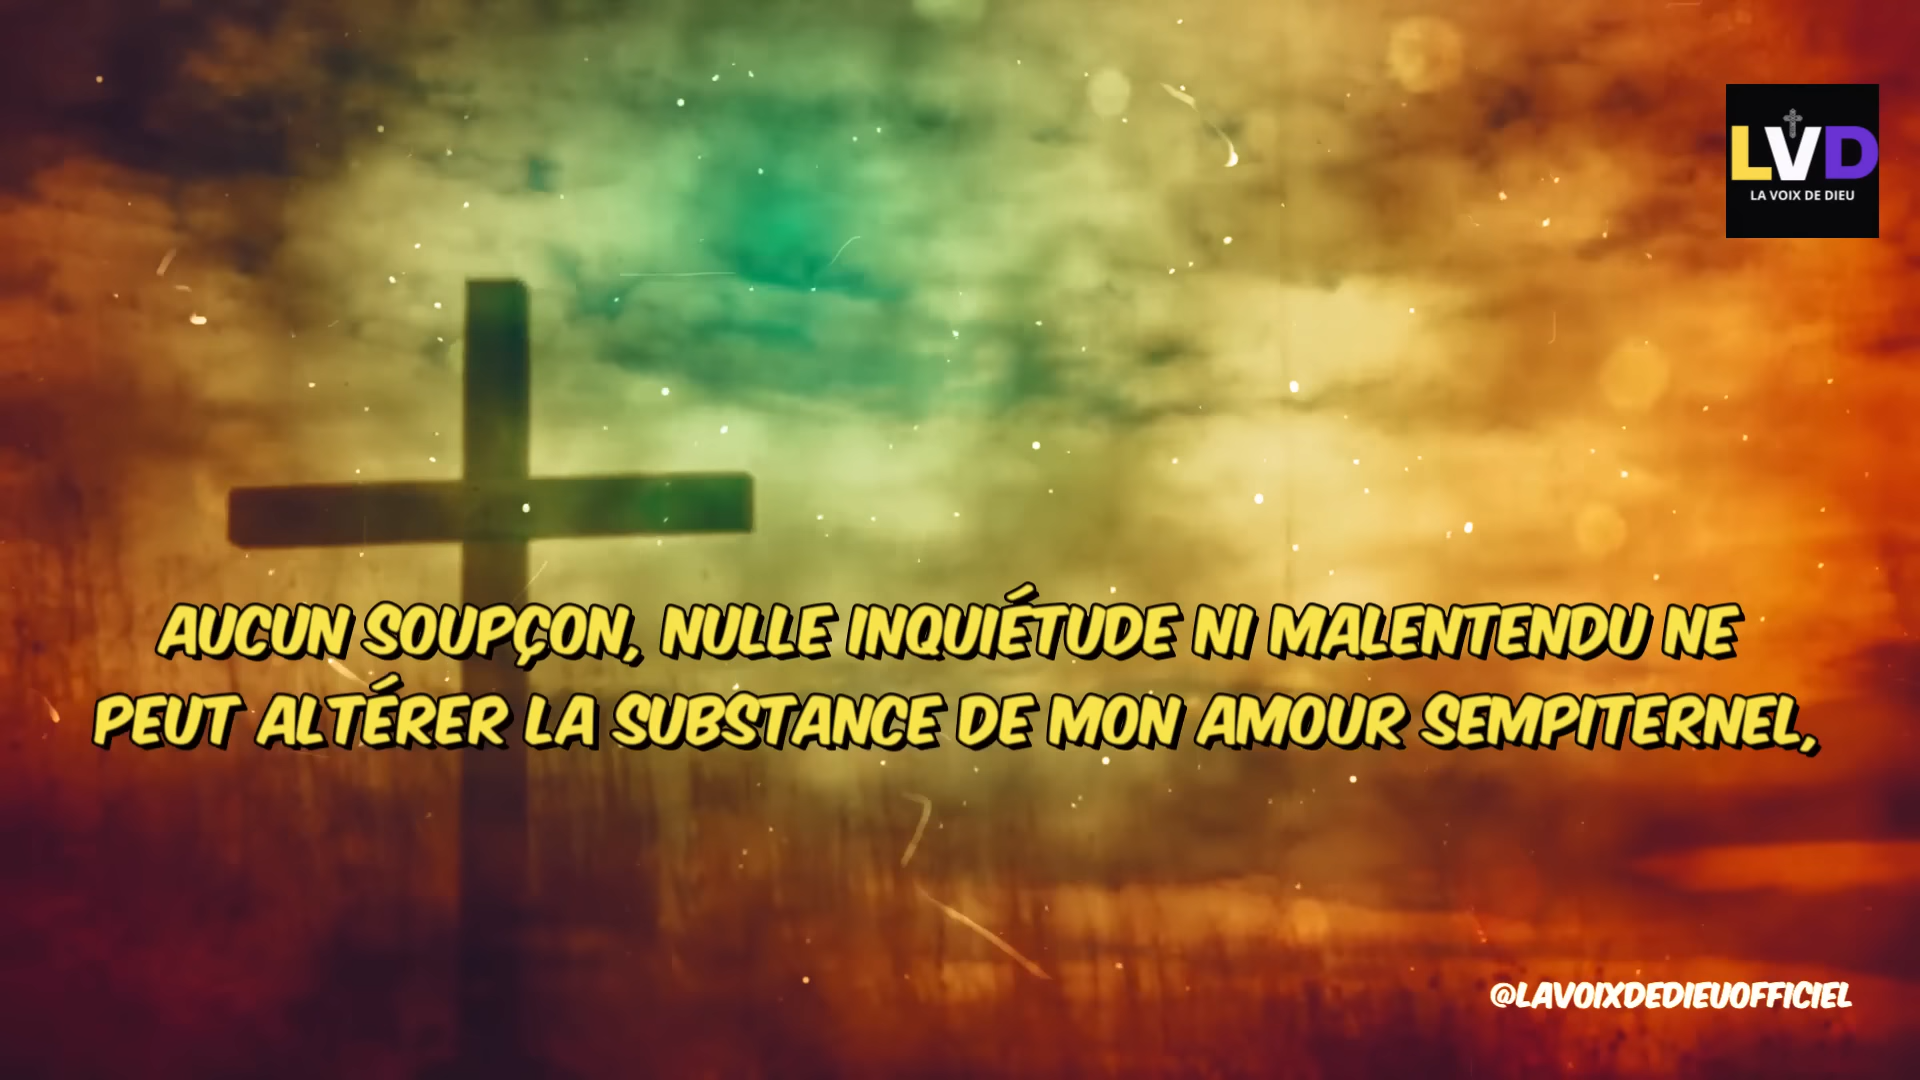 LVD
LA VOIX DE DIEU
AUCUN SOUPÇON, NULLE INQUIÉTUDE NI MALENTENDU NE
PEUT ALTÉRER LA SUBSTANCE DE MON AMOUR SEMPITERNEL,
@LAVOIXDEDIEUOFFICIEL